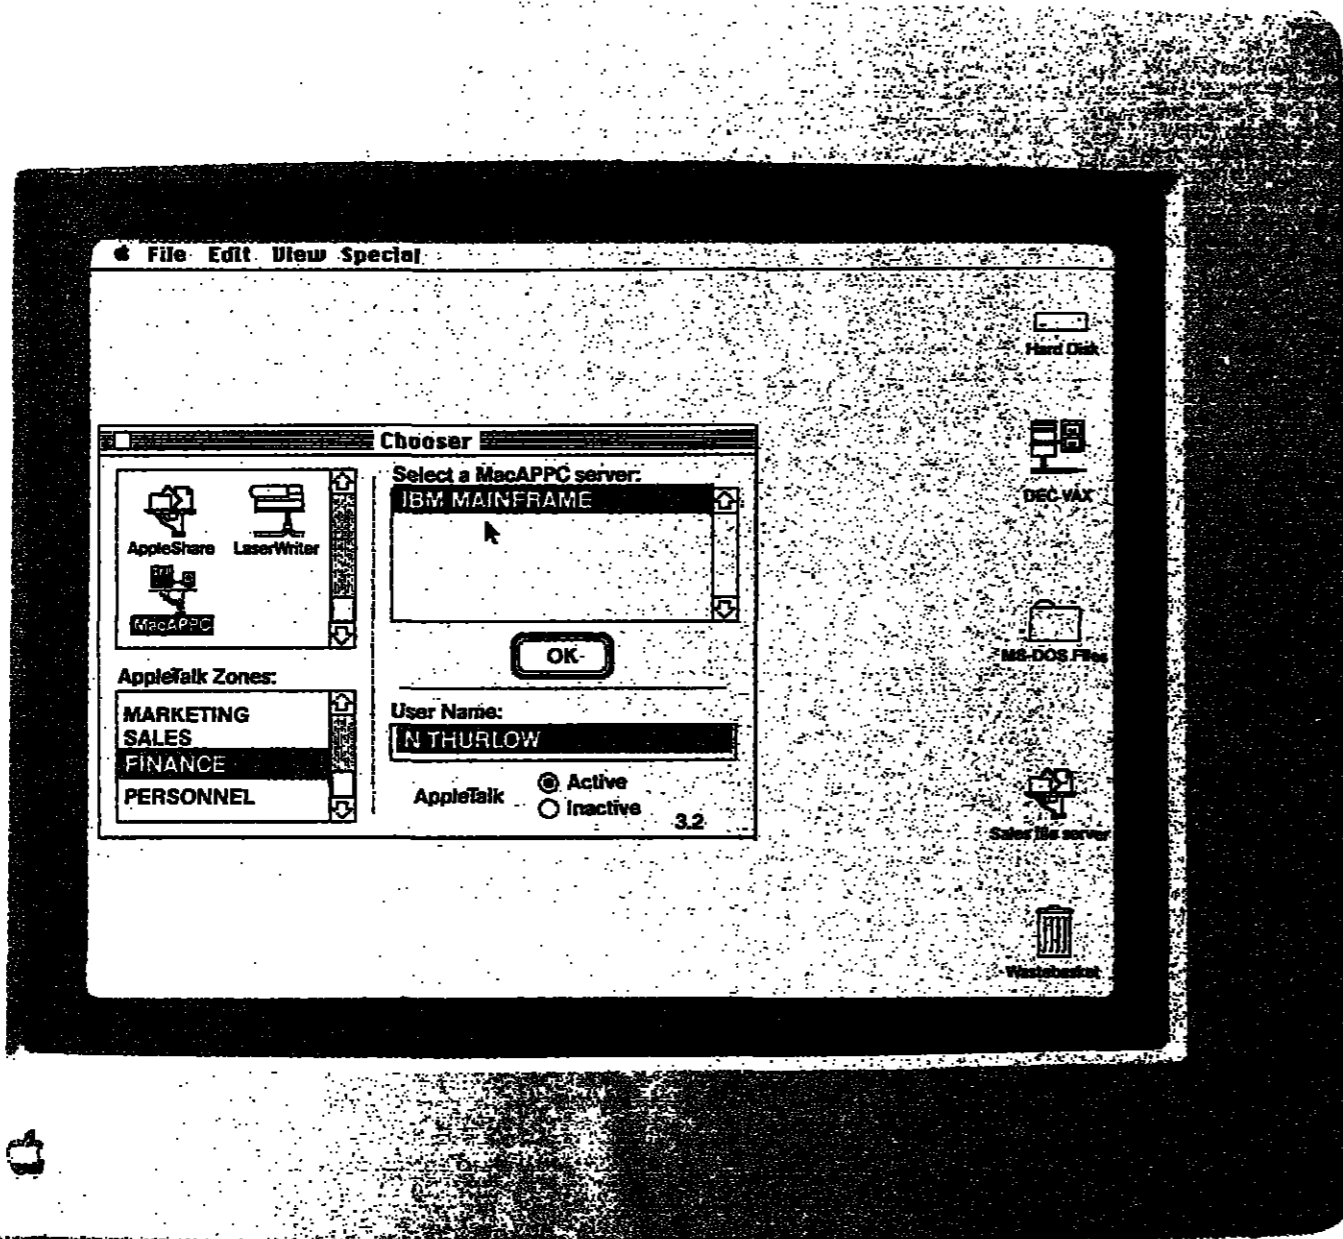 File Edit View Special
Hard Disk
Chooser
Select a MacAPPC server:
IBM MAINFRAME
AppleShare LaserWriter
MacAPPC
OK
AppleTalk Zones:
MARKETING
SALES
FINANCE
PERSONNEL
User Name:
N THURLOW
AppleTalk
Active
Inactive
3.2
DEC VAX
MS-DOS Files
Sales file server
Wastebasket